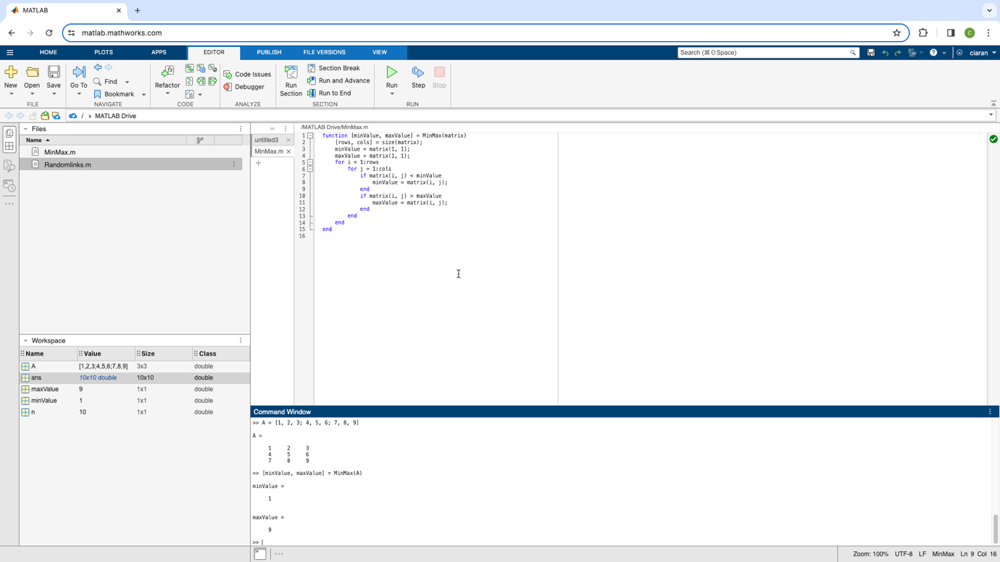 MATLAB
matlab.mathworks.com
C
HOME PLOTS APPS EDITOR PUBLISH FILE VERSIONS VIEW
Search (⌘⇧Space)
ciaran
New Open Save
Go To
Find
Bookmark
Refactor
Code Issues
Debugger
Run Section
Section Break
Run and Advance
Run to End
Run Step Stop
FILE NAVIGATE CODE ANALYZE SECTION RUN
/ > MATLAB Drive
Files
Name
MinMax.m
Randomlinks.m
untitled3
MinMax.m
/MATLAB Drive/MinMax.m
1 function [minValue, maxValue] = MinMax(matrix)
2 [rows, cols] = size(matrix);
3 minValue = matrix(1, 1);
4 maxValue = matrix(1, 1);
5 for i = 1:rows
6 for j = 1:cols
7 if matrix(i, j) < minValue
8 minValue = matrix(i, j);
9 end
10 if matrix(i, j) > maxValue
11 maxValue = matrix(i, j);
12 end
13 end
14 end
15 end
16
Workspace
Name Value Size Class
A [1,2,3;4,5,6;7,8,9] 3x3 double
ans 10x10 double 10x10 double
maxValue 9 1x1 double
minValue 1 1x1 double
n 10 1x1 double
Command Window
>> A = [1, 2, 3; 4, 5, 6; 7, 8, 9]
A =
1 2 3
4 5 6
7 8 9
>> [minValue, maxValue] = MinMax(A)
minValue =
1
maxValue =
9
>>
Zoom: 100% UTF-8 LF MinMax Ln 9 Col 16